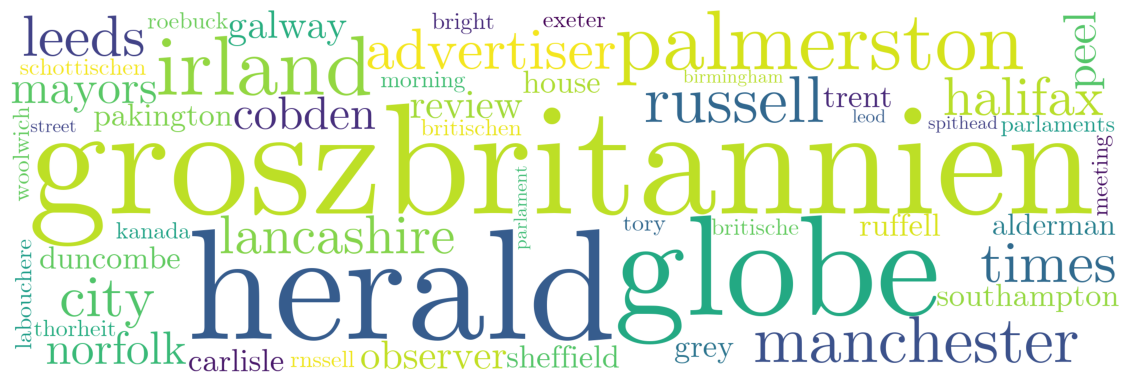 leeds
roebuck
galway
bright
exeter
advertiser
palmerston
peel
schottischen
irland
mayors
morning
house
birmingham
russell
trent
halifax
woolwich
street
pakington
cobden
review
britischen
leod
spithead
parlaments
groszbritannien
meeting
parlament
kanada
lancashire
tory
britische
ruffell
alderman
labouchere
duncombe
herald
globe
times
city
southampton
thorheit
norfolk
carlisle
rnssell
observer
sheffield
grey
manchester